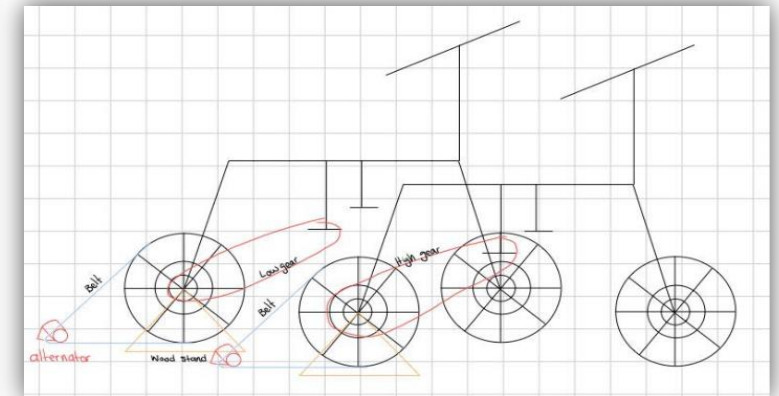 High gear
Low gear
Belt
Belt
alternator
Wood stand